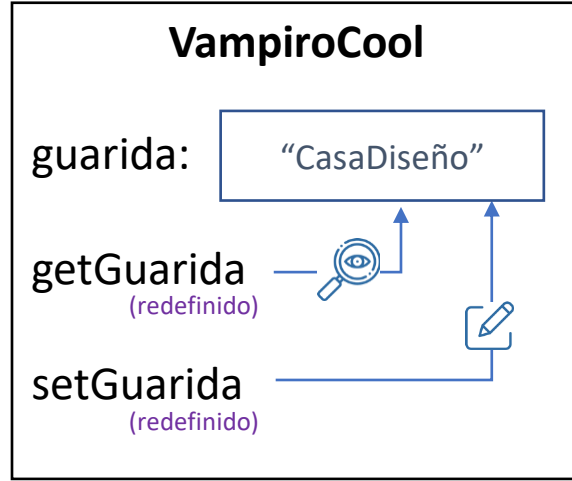 VampiroCool
guarida: “CasaDiseño”
getGuarida
(redefinido)
setGuarida
(redefinido)